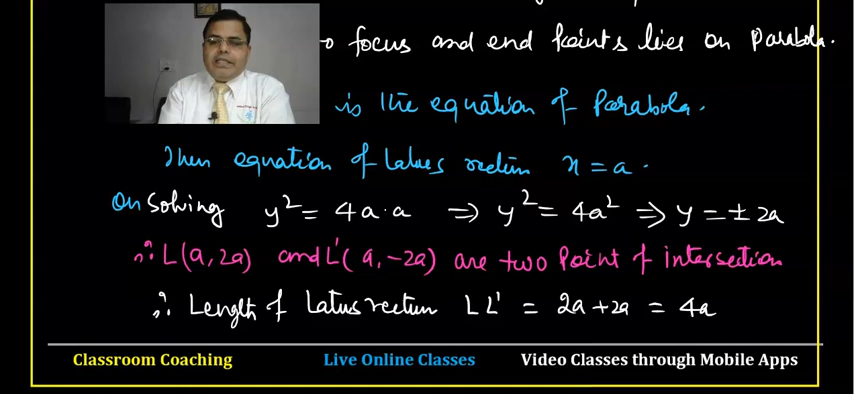 focus and end points lies on Parabola.
is the equation of Parabola.
Then equation of Latus rectum x = a.
On Solving y² = 4a·a ⟹ y² = 4a² ⟹ y = ± 2a
∴ L(a, 2a) and L'(a, -2a) are two Point of intersection
∴ Length of Latus rectum LL' = 2a + 2a = 4a
Classroom Coaching Live Online Classes Video Classes through Mobile Apps